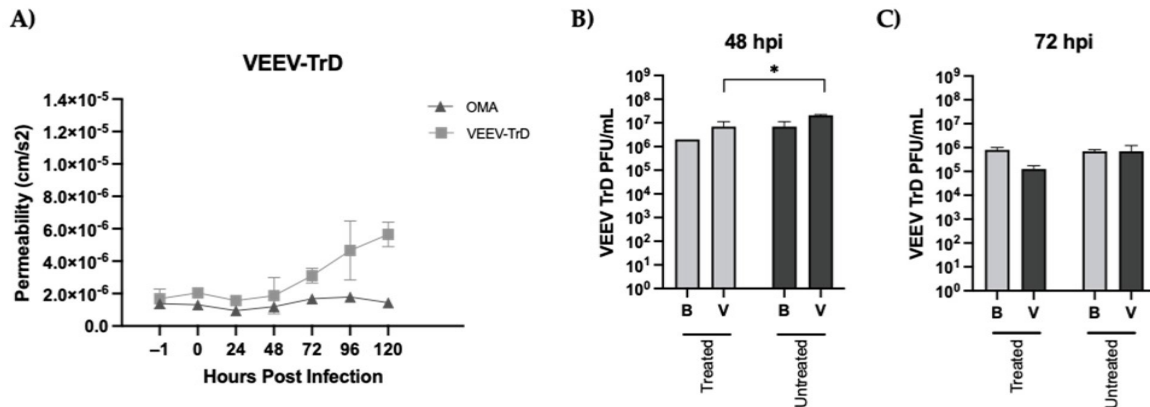 A)
VEEV-TrD
Permeability (cm/s2)
1.4×10⁻⁵
1.2×10⁻⁵
1.0×10⁻⁵
8.0×10⁻⁶
6.0×10⁻⁶
4.0×10⁻⁶
2.0×10⁻⁶
0.0
–1 0 24 48 72 96 120
Hours Post Infection
OMA
VEEV-TrD
B)
48 hpi
VEEV TrD PFU/mL
10⁹
10⁸
10⁷
10⁶
10⁵
10⁴
10³
10²
10¹
10⁰
*
B V B V
Treated Untreated
C)
72 hpi
VEEV TrD PFU/mL
10⁹
10⁸
10⁷
10⁶
10⁵
10⁴
10³
10²
10¹
10⁰
B V B V
Treated Untreated